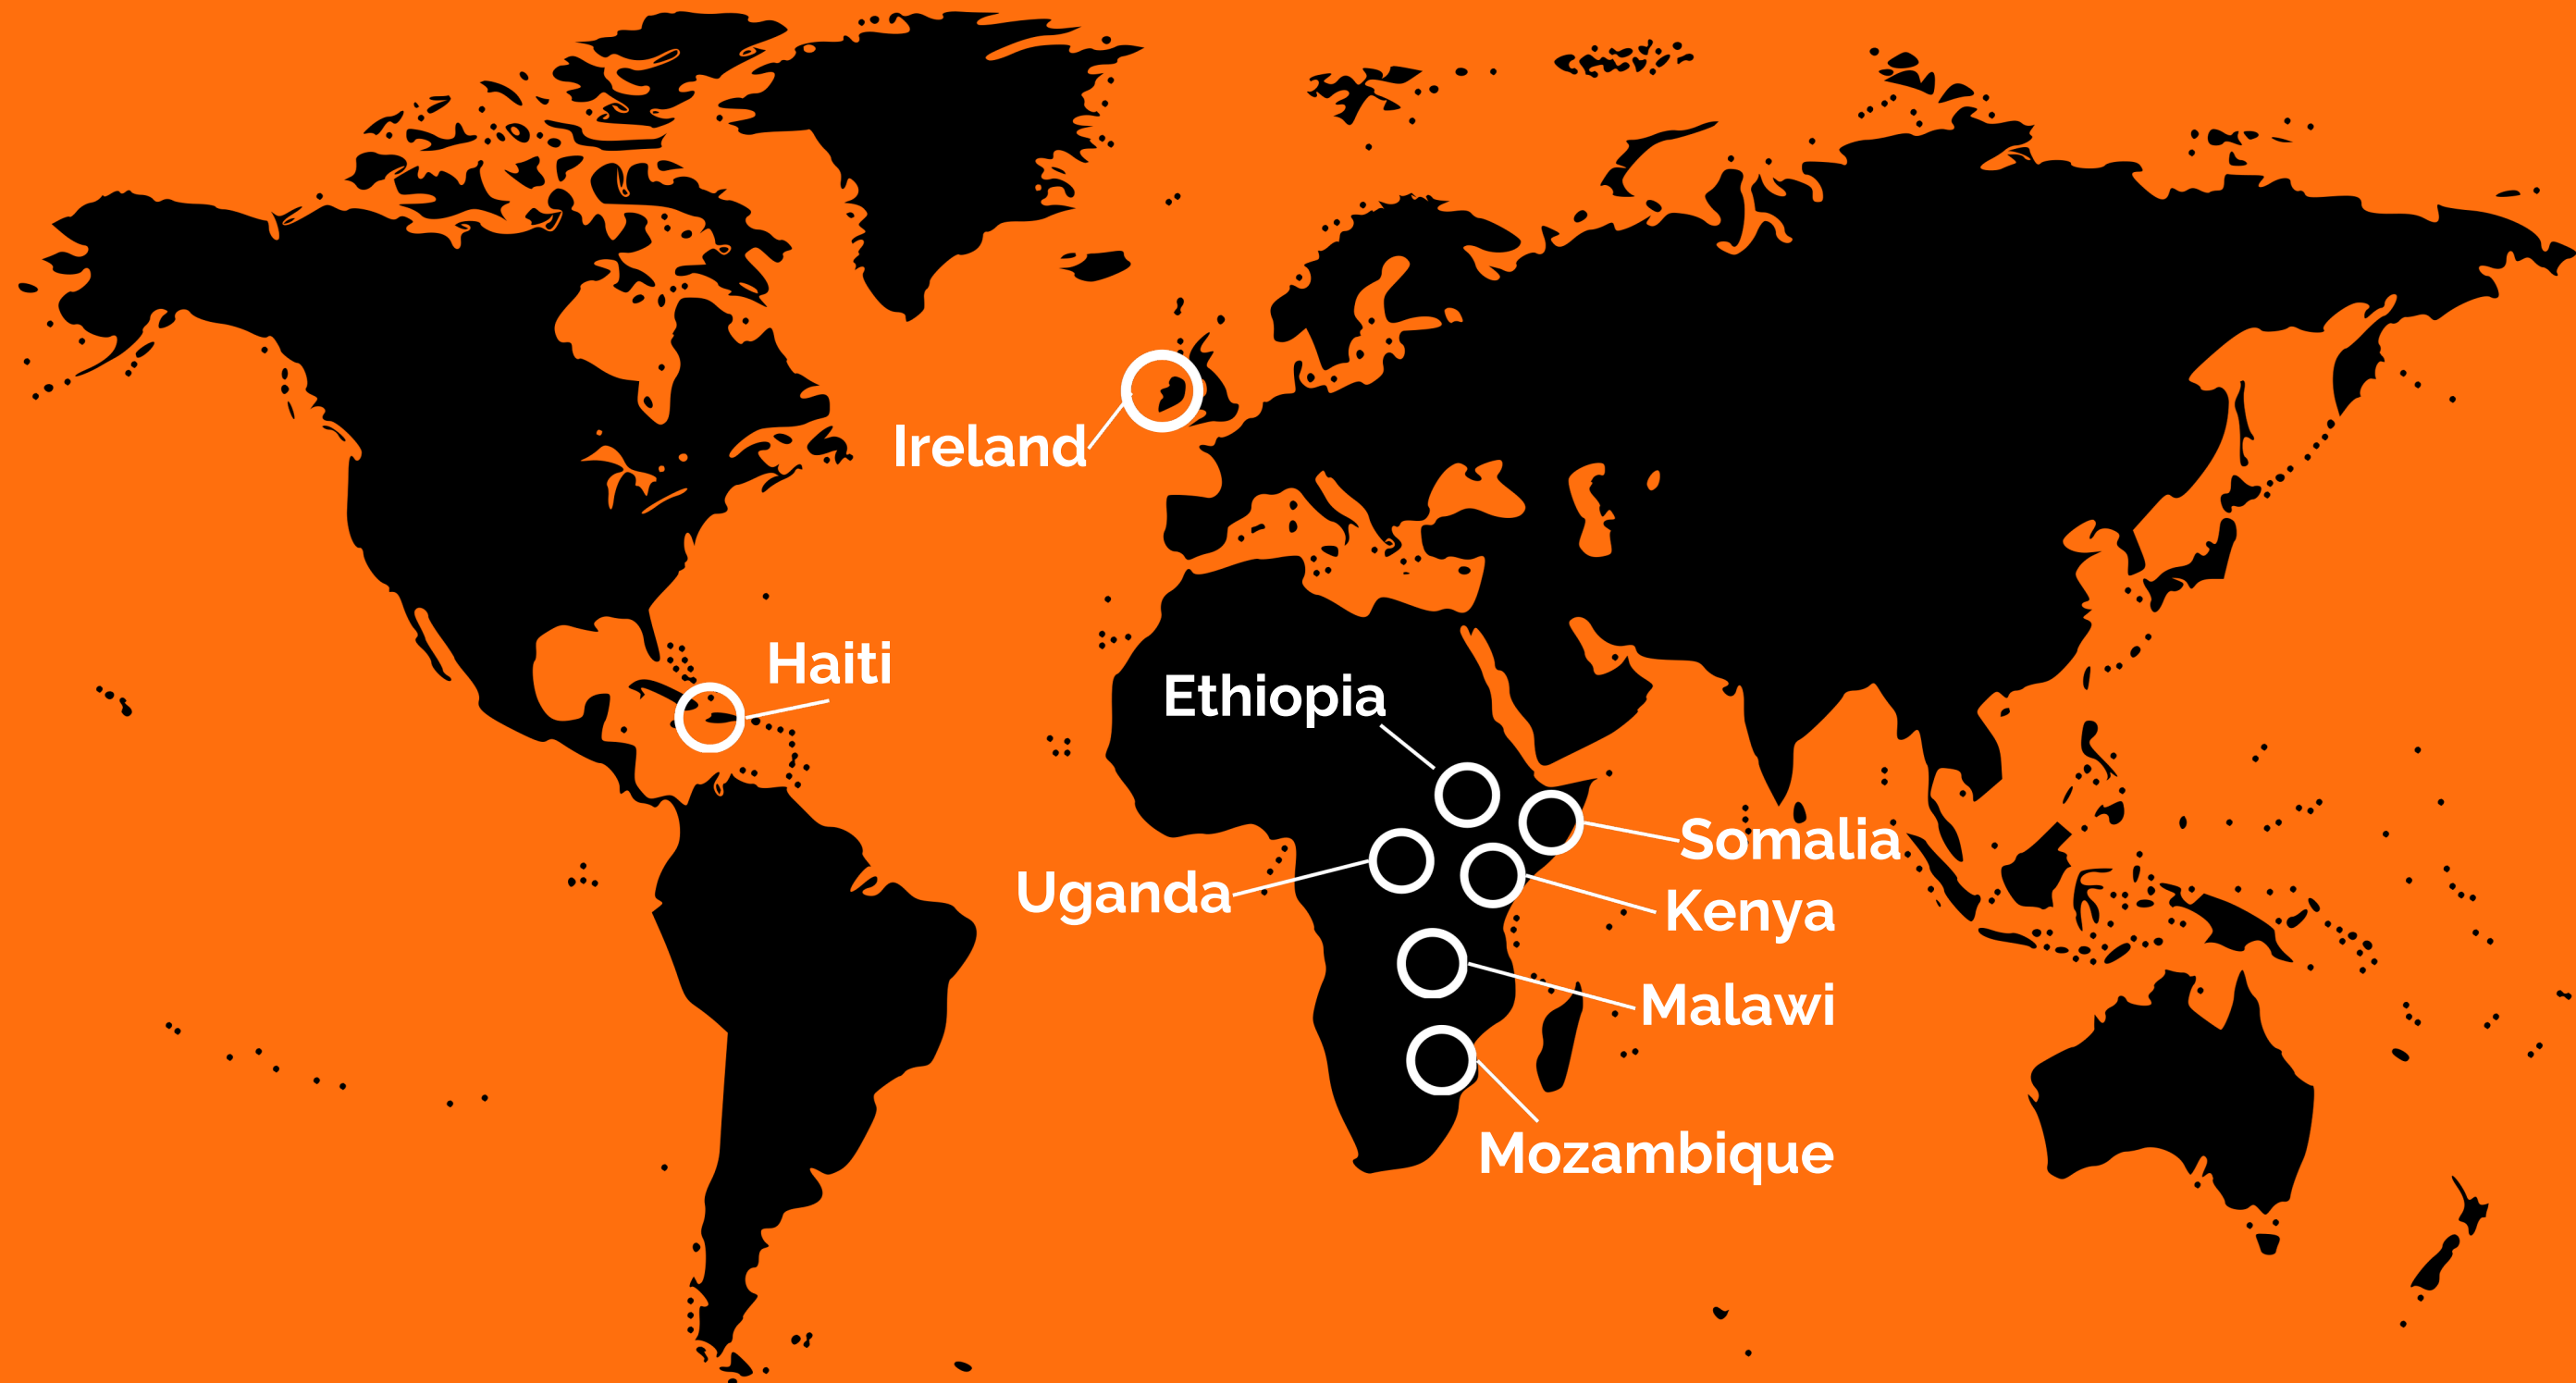 Ireland
Haiti
Ethiopia
Somalia
Uganda
Kenya
Malawi
Mozambique